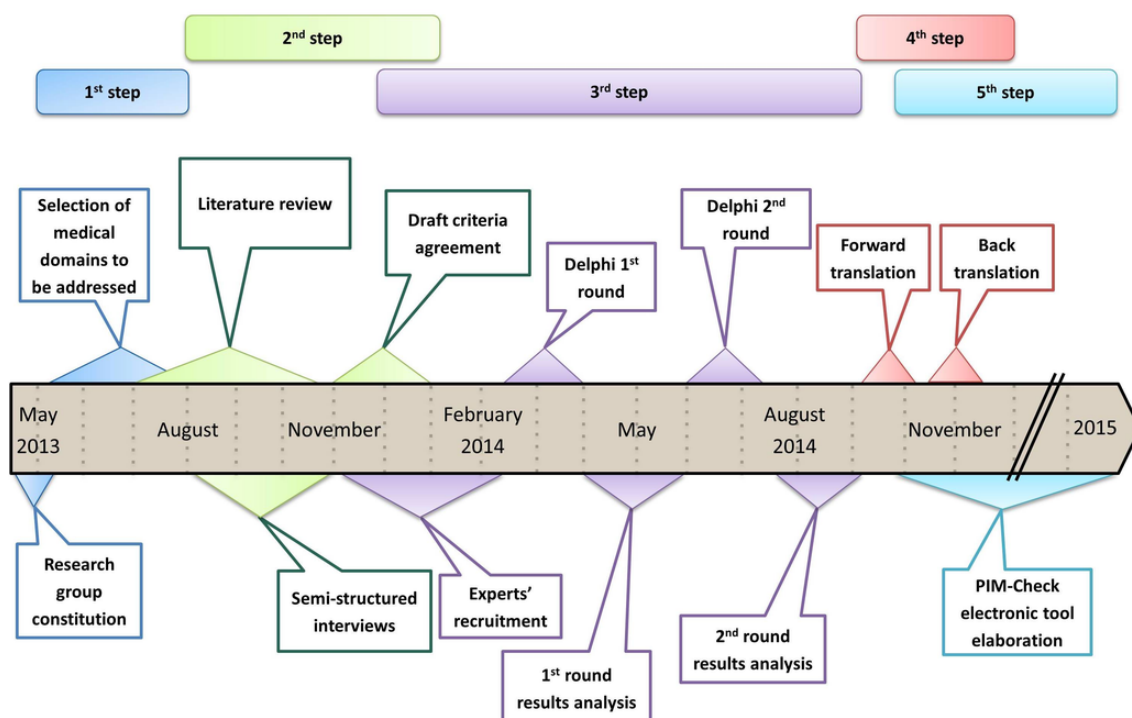 2nd step
4th step
1st step
3rd step
5th step
Selection of
medical
domains to
be addressed
Literature review
Draft criteria
agreement
Delphi 1st
round
Delphi 2nd
round
Forward
translation
Back
translation
May
2013
August
November
February
2014
May
August
2014
November
2015
Research
group
constitution
Semi-structured
interviews
Experts’
recruitment
1st round
results analysis
2nd round
results analysis
PIM-Check
electronic tool
elaboration